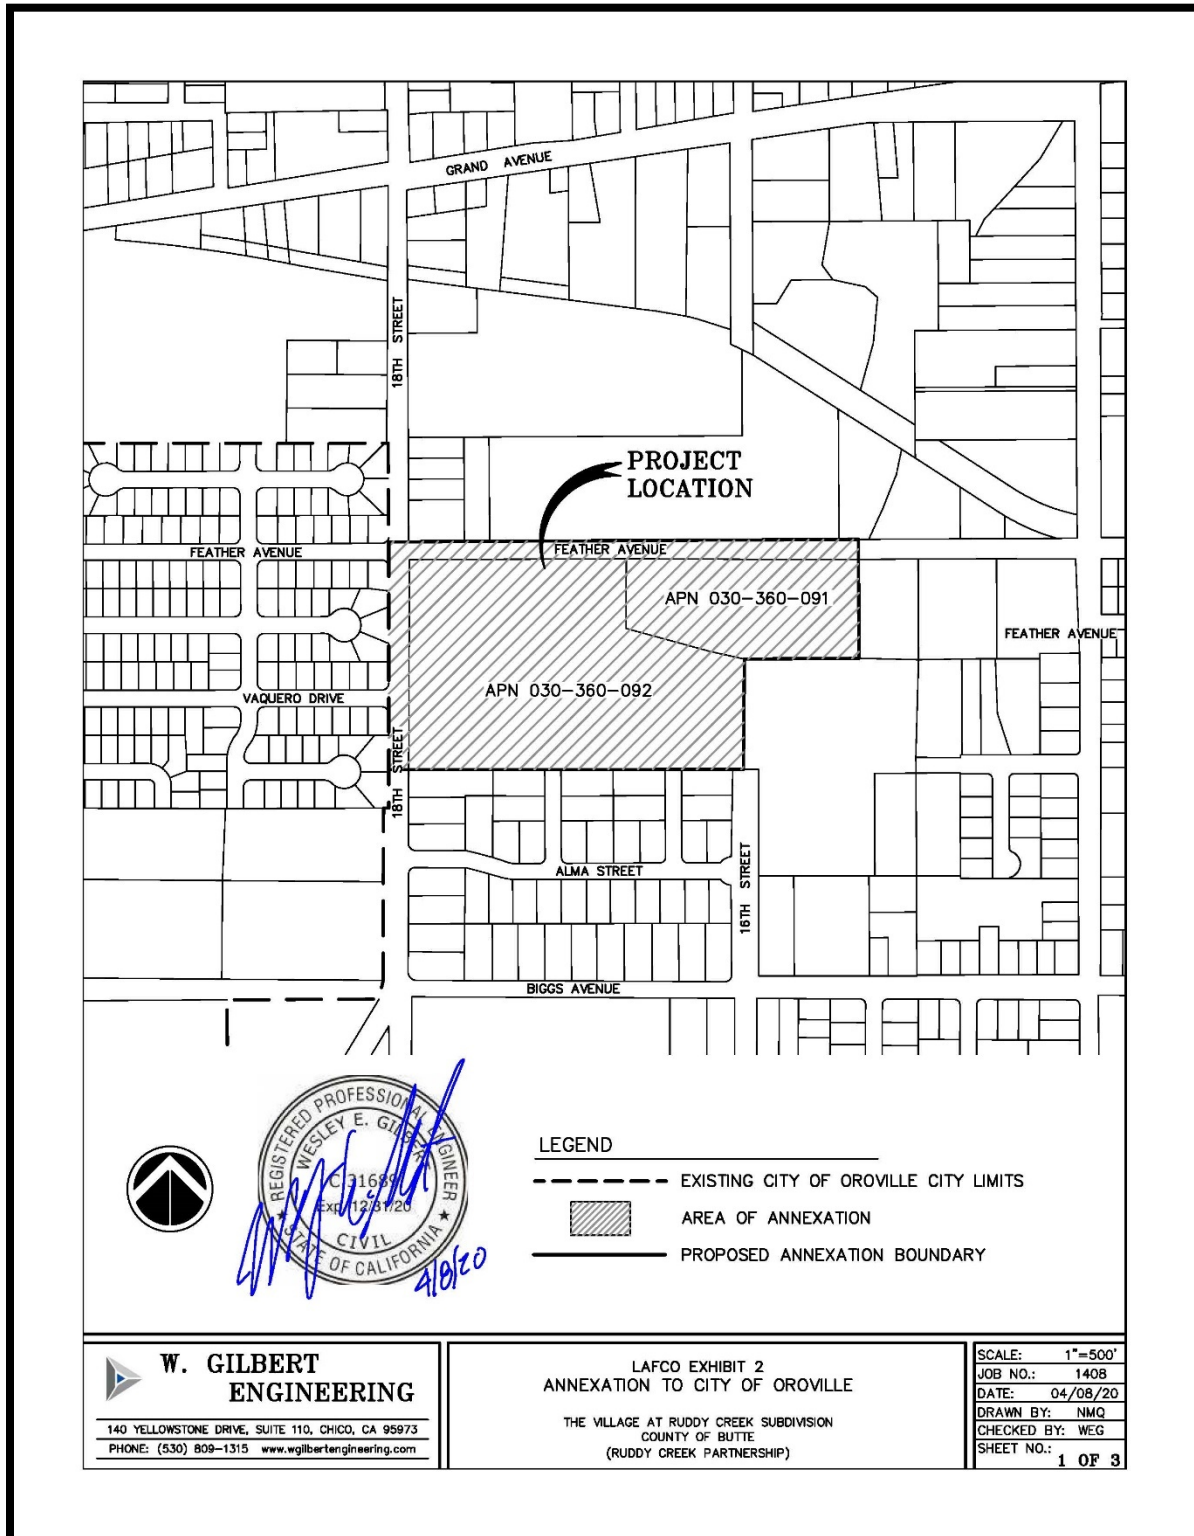 GRAND AVENUE
18TH STREET
PROJECT
LOCATION
FEATHER AVENUE
FEATHER AVENUE
APN 030-360-091
FEATHER AVENUE
APN 030-360-092
VAQUERO DRIVE
18TH STREET
ALMA STREET
16TH STREET
BIGGS AVENUE
REGISTERED PROFESSIONAL ENGINEER
WESLEY E. GILBERT
C 31689
Exp. 12/31/20
CIVIL
STATE OF CALIFORNIA
4/8/20
LEGEND
EXISTING CITY OF OROVILLE CITY LIMITS
AREA OF ANNEXATION
PROPOSED ANNEXATION BOUNDARY
W. GILBERT
ENGINEERING
140 YELLOWSTONE DRIVE, SUITE 110, CHICO, CA 95973
PHONE: (530) 809-1315 www.wgilbertengineering.com
LAFCO EXHIBIT 2
ANNEXATION TO CITY OF OROVILLE
THE VILLAGE AT RUDDY CREEK SUBDIVISION
COUNTY OF BUTTE
(RUDDY CREEK PARTNERSHIP)
SCALE: 1"=500'
JOB NO.: 1408
DATE: 04/08/20
DRAWN BY: NMQ
CHECKED BY: WEG
SHEET NO.: 1 OF 3